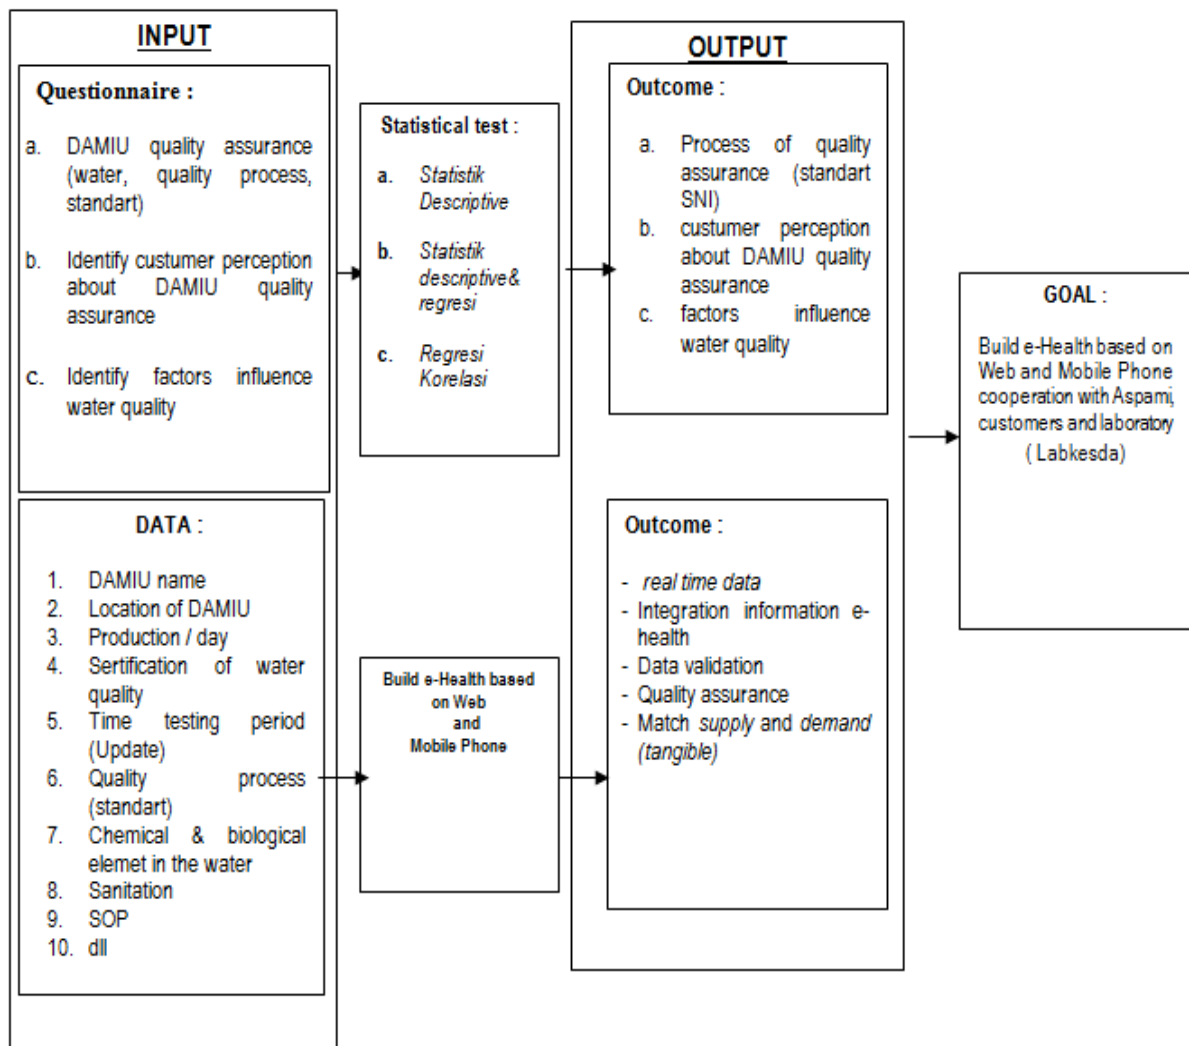 INPUT
Questionnaire :
a. DAMIU quality assurance
(water, quality process,
standart)
b. Identify custumer perception
about DAMIU quality
assurance
c. Identify factors influence
water quality
DATA :
1. DAMIU name
2. Location of DAMIU
3. Production / day
4. Sertification of water
quality
5. Time testing period
(Update)
6. Quality process
(standart)
7. Chemical & biological
elemet in the water
8. Sanitation
9. SOP
10. dll
Statistical test :
a. Statistik
Descriptive
b. Statistik
descriptive &
regresi
c. Regresi
Korelasi
Build e-Health based
on Web
and
Mobile Phone
OUTPUT
Outcome :
a. Process of quality
assurance (standart
SNI)
b. custumer perception
about DAMIU quality
assurance
c. factors influence
water quality
Outcome :
- real time data
- Integration information e-
health
- Data validation
- Quality assurance
- Match supply and demand
(tangible)
GOAL :
Build e-Health based on
Web and Mobile Phone
cooperation with Aspami,
customers and laboratory
( Labkesda)